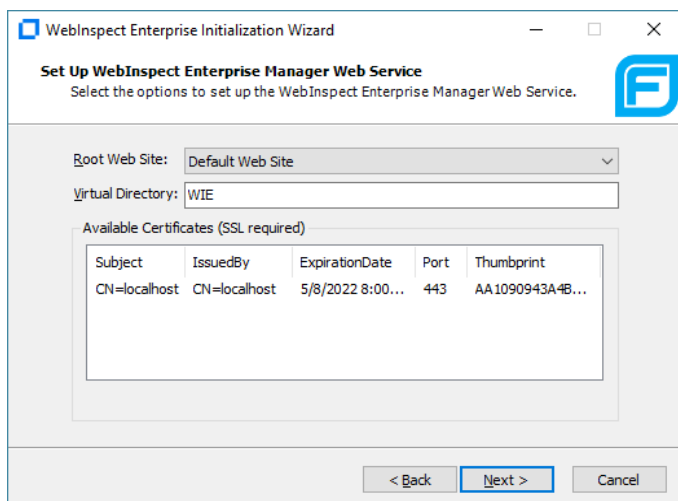 WebInspect Enterprise Initialization Wizard
Set Up WebInspect Enterprise Manager Web Service
Select the options to set up the WebInspect Enterprise Manager Web Service.
Root Web Site: Default Web Site
Virtual Directory: WIE
Available Certificates (SSL required)
Subject IssuedBy ExpirationDate Port Thumbprint
CN=localhost CN=localhost 5/8/2022 8:00... 443 AA1090943A4B...
< Back Next > Cancel